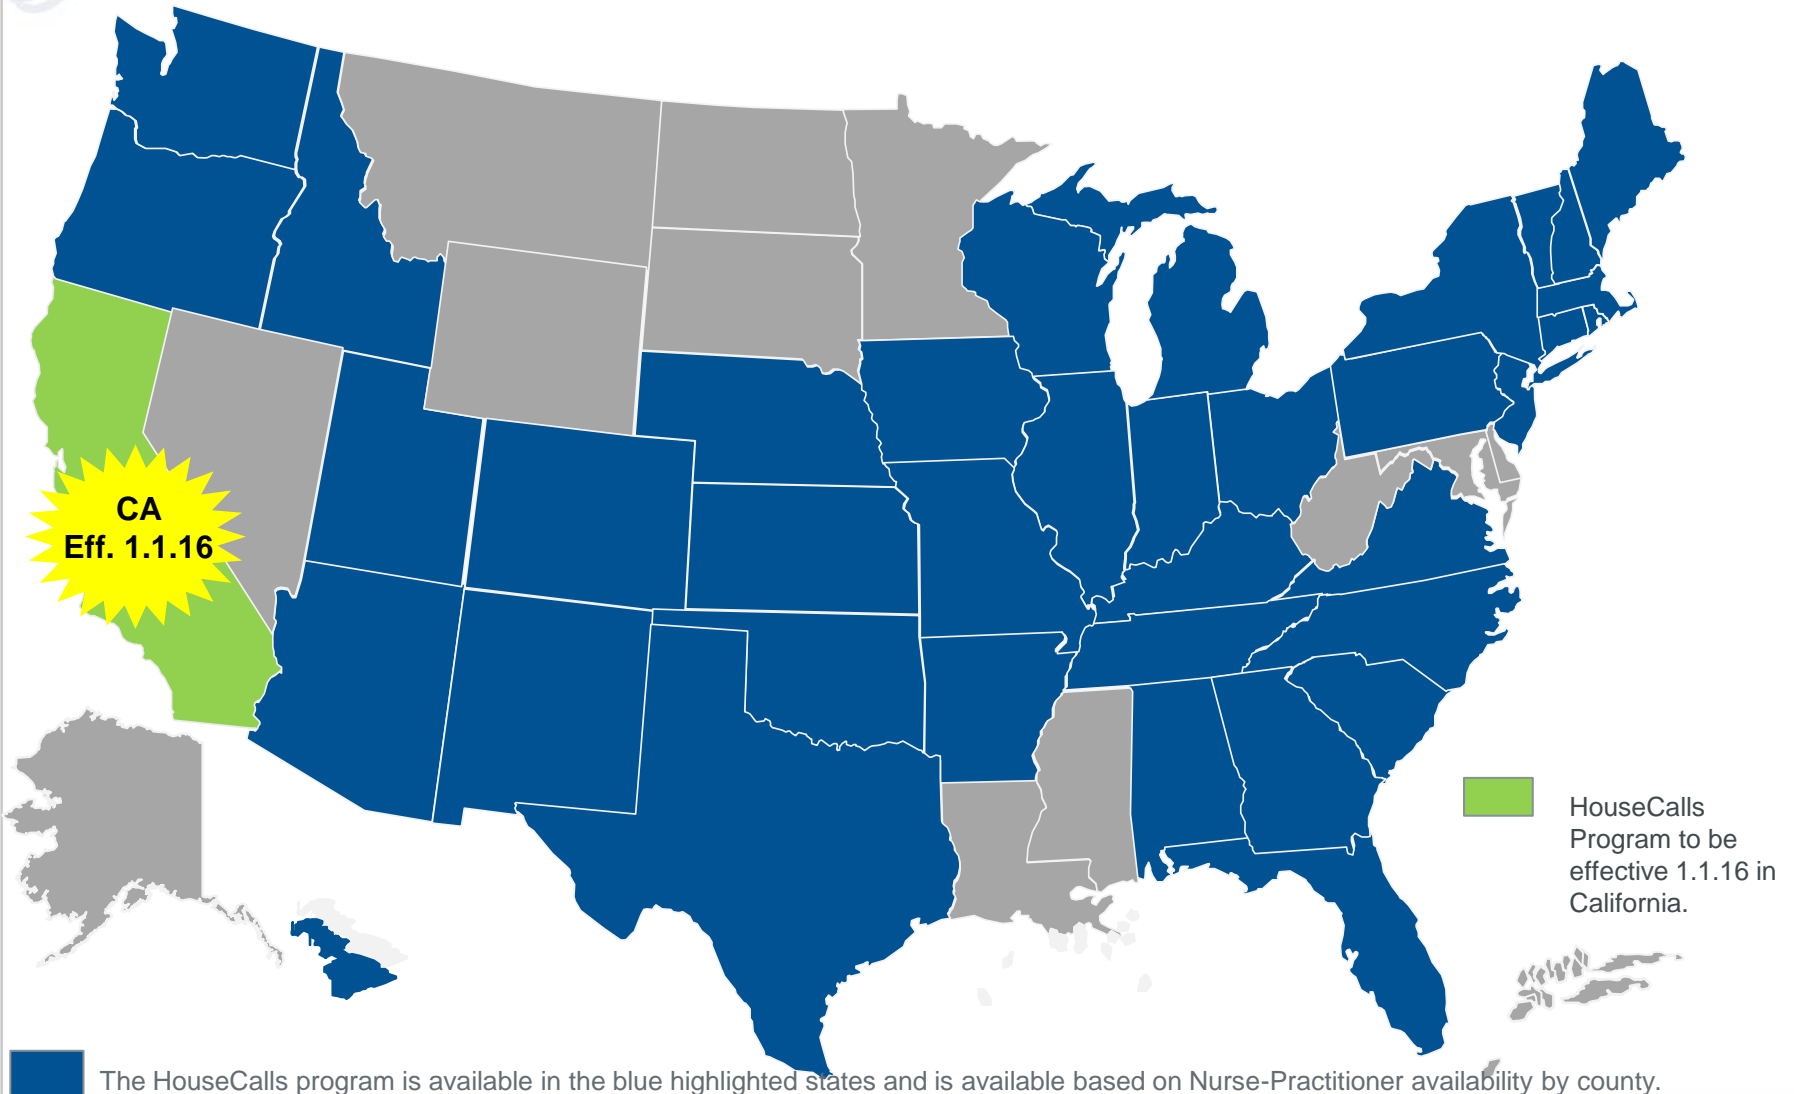 CA
Eff. 1.1.16
HouseCalls
Program to be
effective 1.1.16 in
California.
The HouseCalls program is available in the blue highlighted states and is available based on Nurse-Practitioner availability by county.